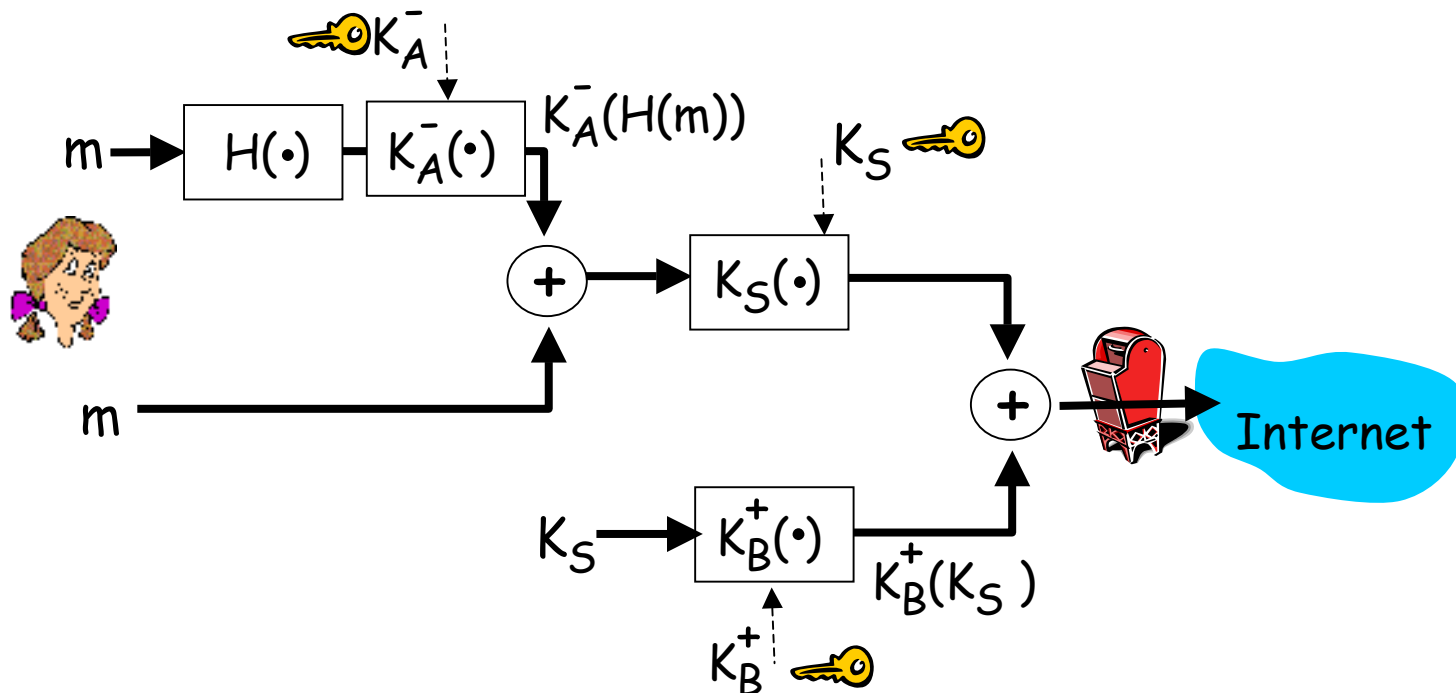 K_A^-
m
H(·)
K_A^-(·)
K_A^-(H(m))
K_S
+
K_S(·)
m
+
Internet
K_S
K_B^+(·)
K_B^+(K_S )
K_B^+